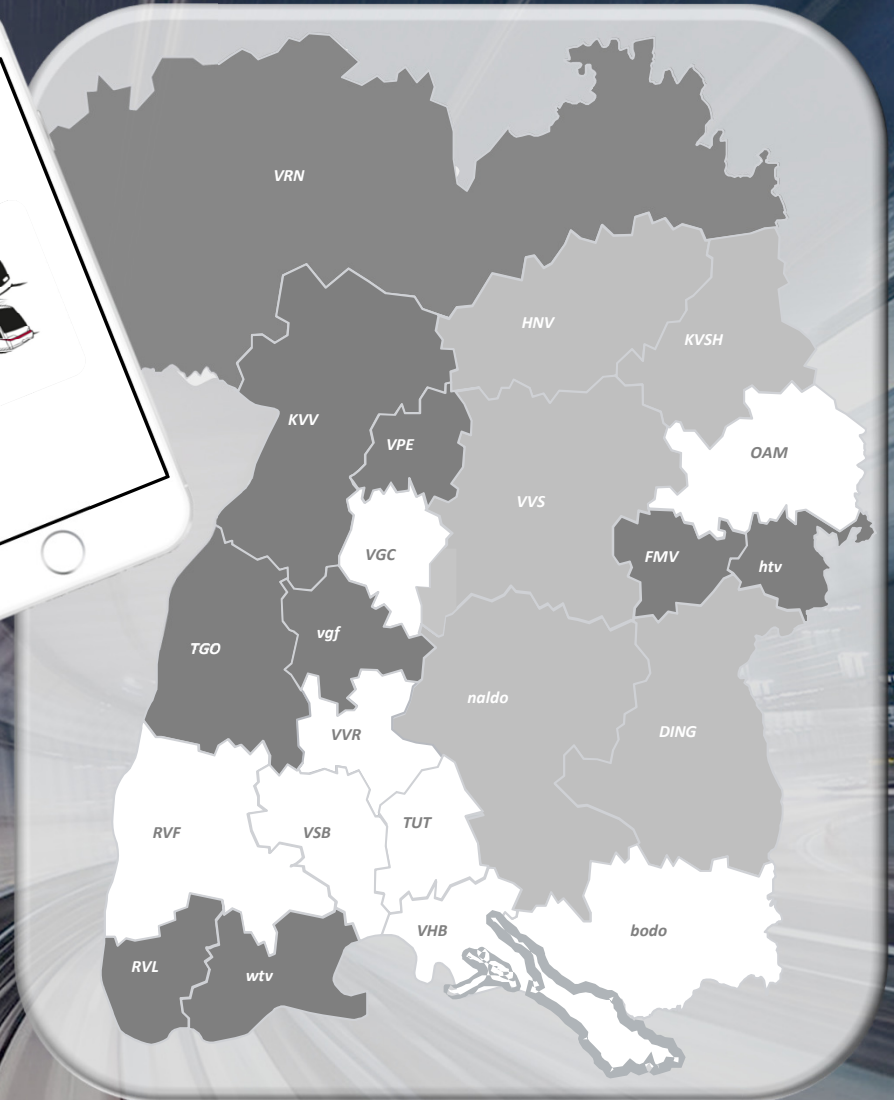 VRN
HNV
KVSH
KVV
VPE
OAM
VVS
VGC
FMV
htv
vgf
TGO
naldo
VVR
DING
RVF
VSB
TUT
VHB
bodo
RVL
wtv